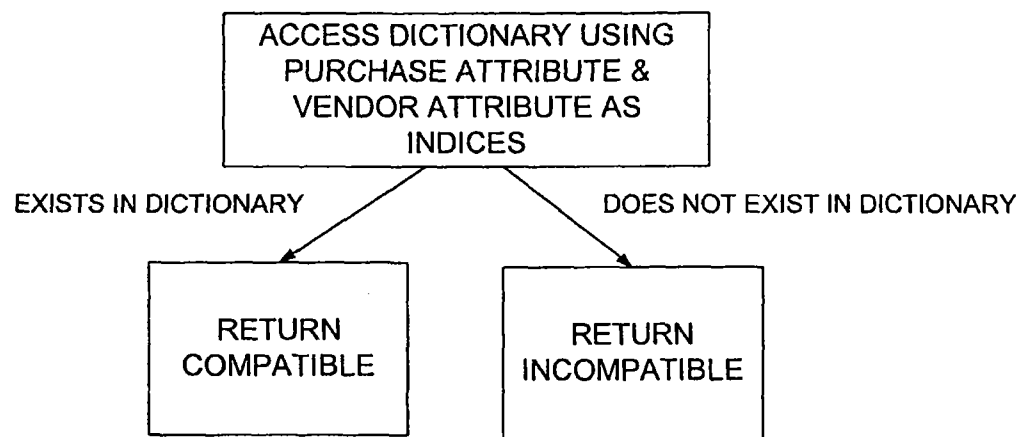 ACCESS DICTIONARY USING
PURCHASE ATTRIBUTE &
VENDOR ATTRIBUTE AS
INDICES
EXISTS IN DICTIONARY
DOES NOT EXIST IN DICTIONARY
RETURN
COMPATIBLE
RETURN
INCOMPATIBLE